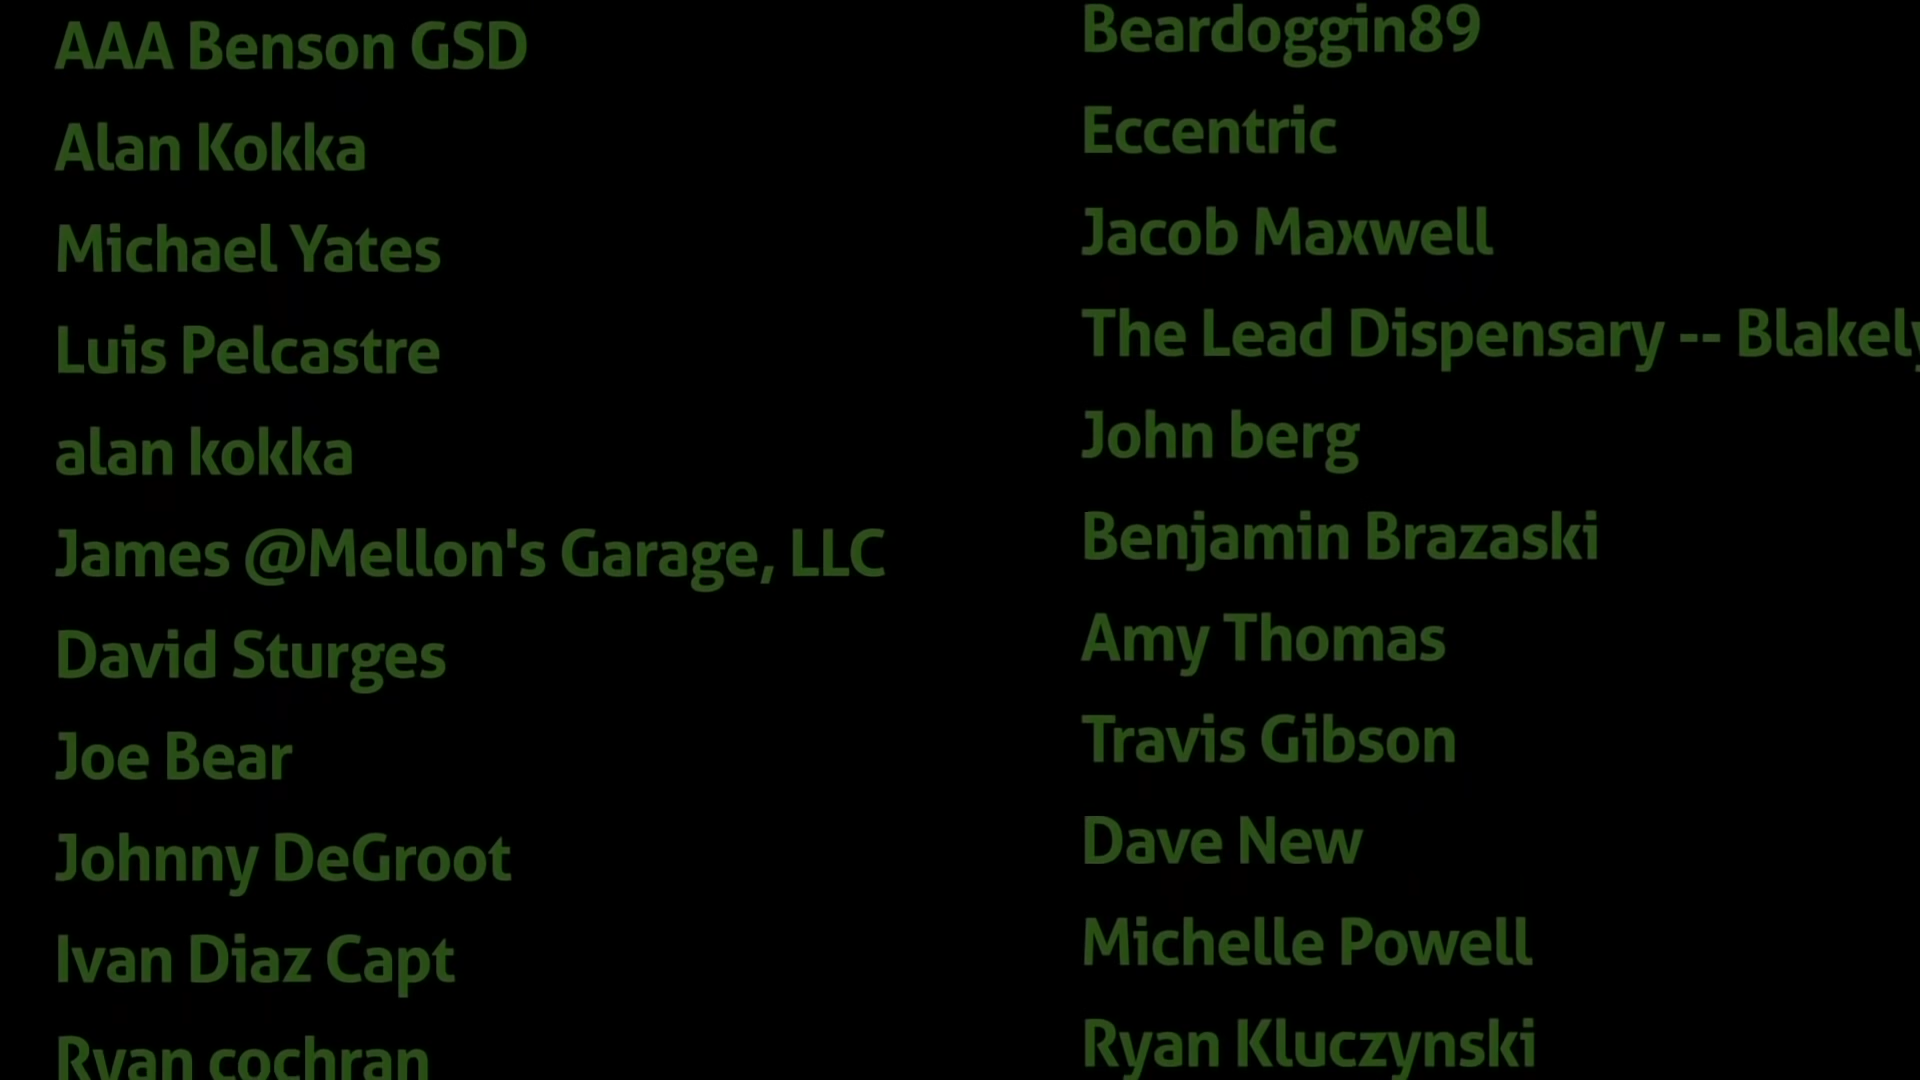 AAA Benson GSD
Alan Kokka
Michael Yates
Luis Pelcastre
alan kokka
James @Mellon's Garage, LLC
David Sturges
Joe Bear
Johnny DeGroot
Ivan Diaz Capt
Ryan cochran
Beardoggin89
Eccentric
Jacob Maxwell
The Lead Dispensary -- Blakely
John berg
Benjamin Brazaski
Amy Thomas
Travis Gibson
Dave New
Michelle Powell
Ryan Kluczynski